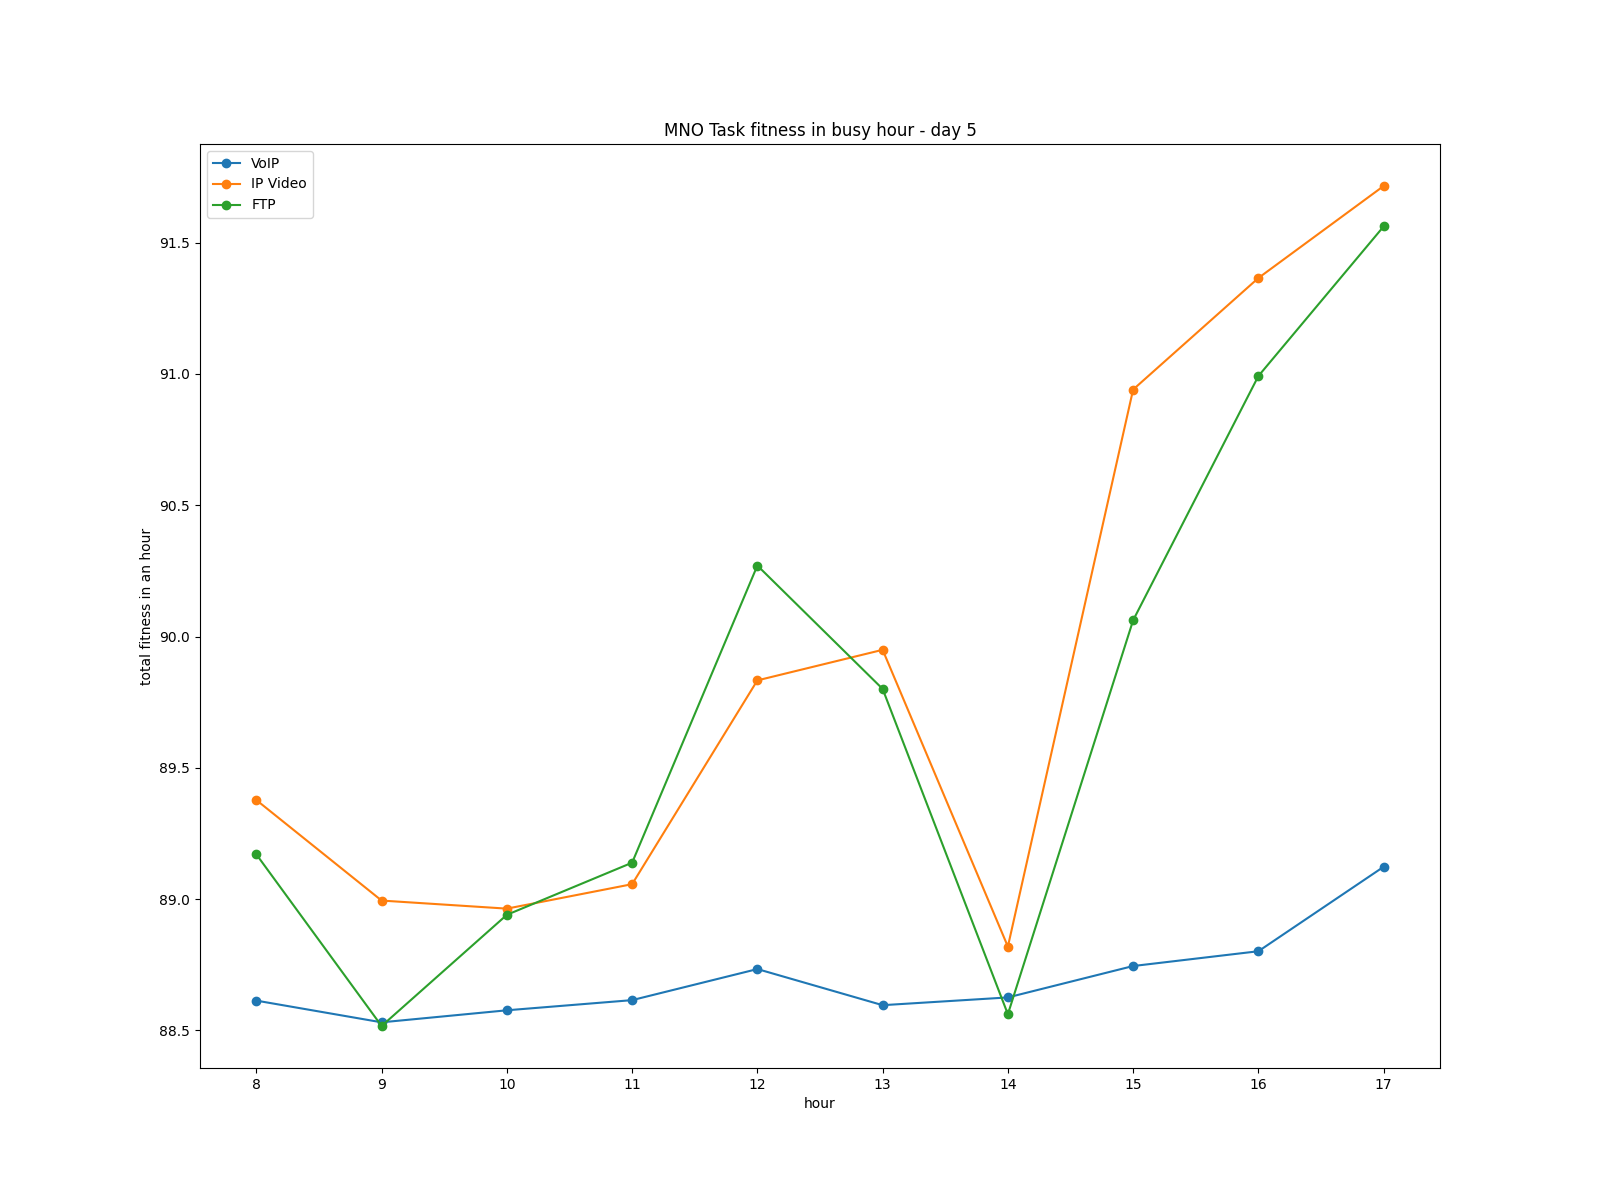 MNO Task fitness in busy hour - day 5
VoIP
IP Video
FTP
total fitness in an hour
91.5
91.0
90.5
90.0
89.5
89.0
88.5
8 9 10 11 12 13 14 15 16 17
hour